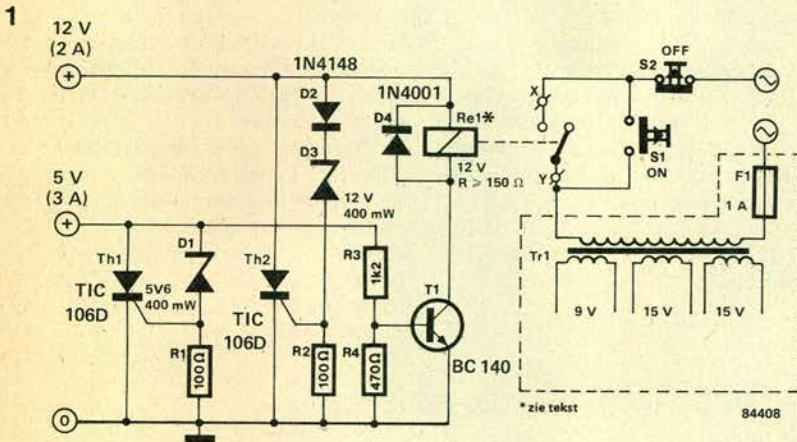 1
12 V
(2 A)
1N4148
D2
1N4001
D4
Re1*
12 V
R ⩾ 150 Ω
D3
12 V
400 mW
5 V
(3 A)
Th1
TIC
106D
D1
5V6
400 mW
R1
100Ω
Th2
TIC
106D
R2
100Ω
R3
1k2
R4
470Ω
T1
BC 140
OFF
S2
X
Y
S1
ON
F1
1 A
Tr1
9 V
15 V
15 V
0
* zie tekst
84408